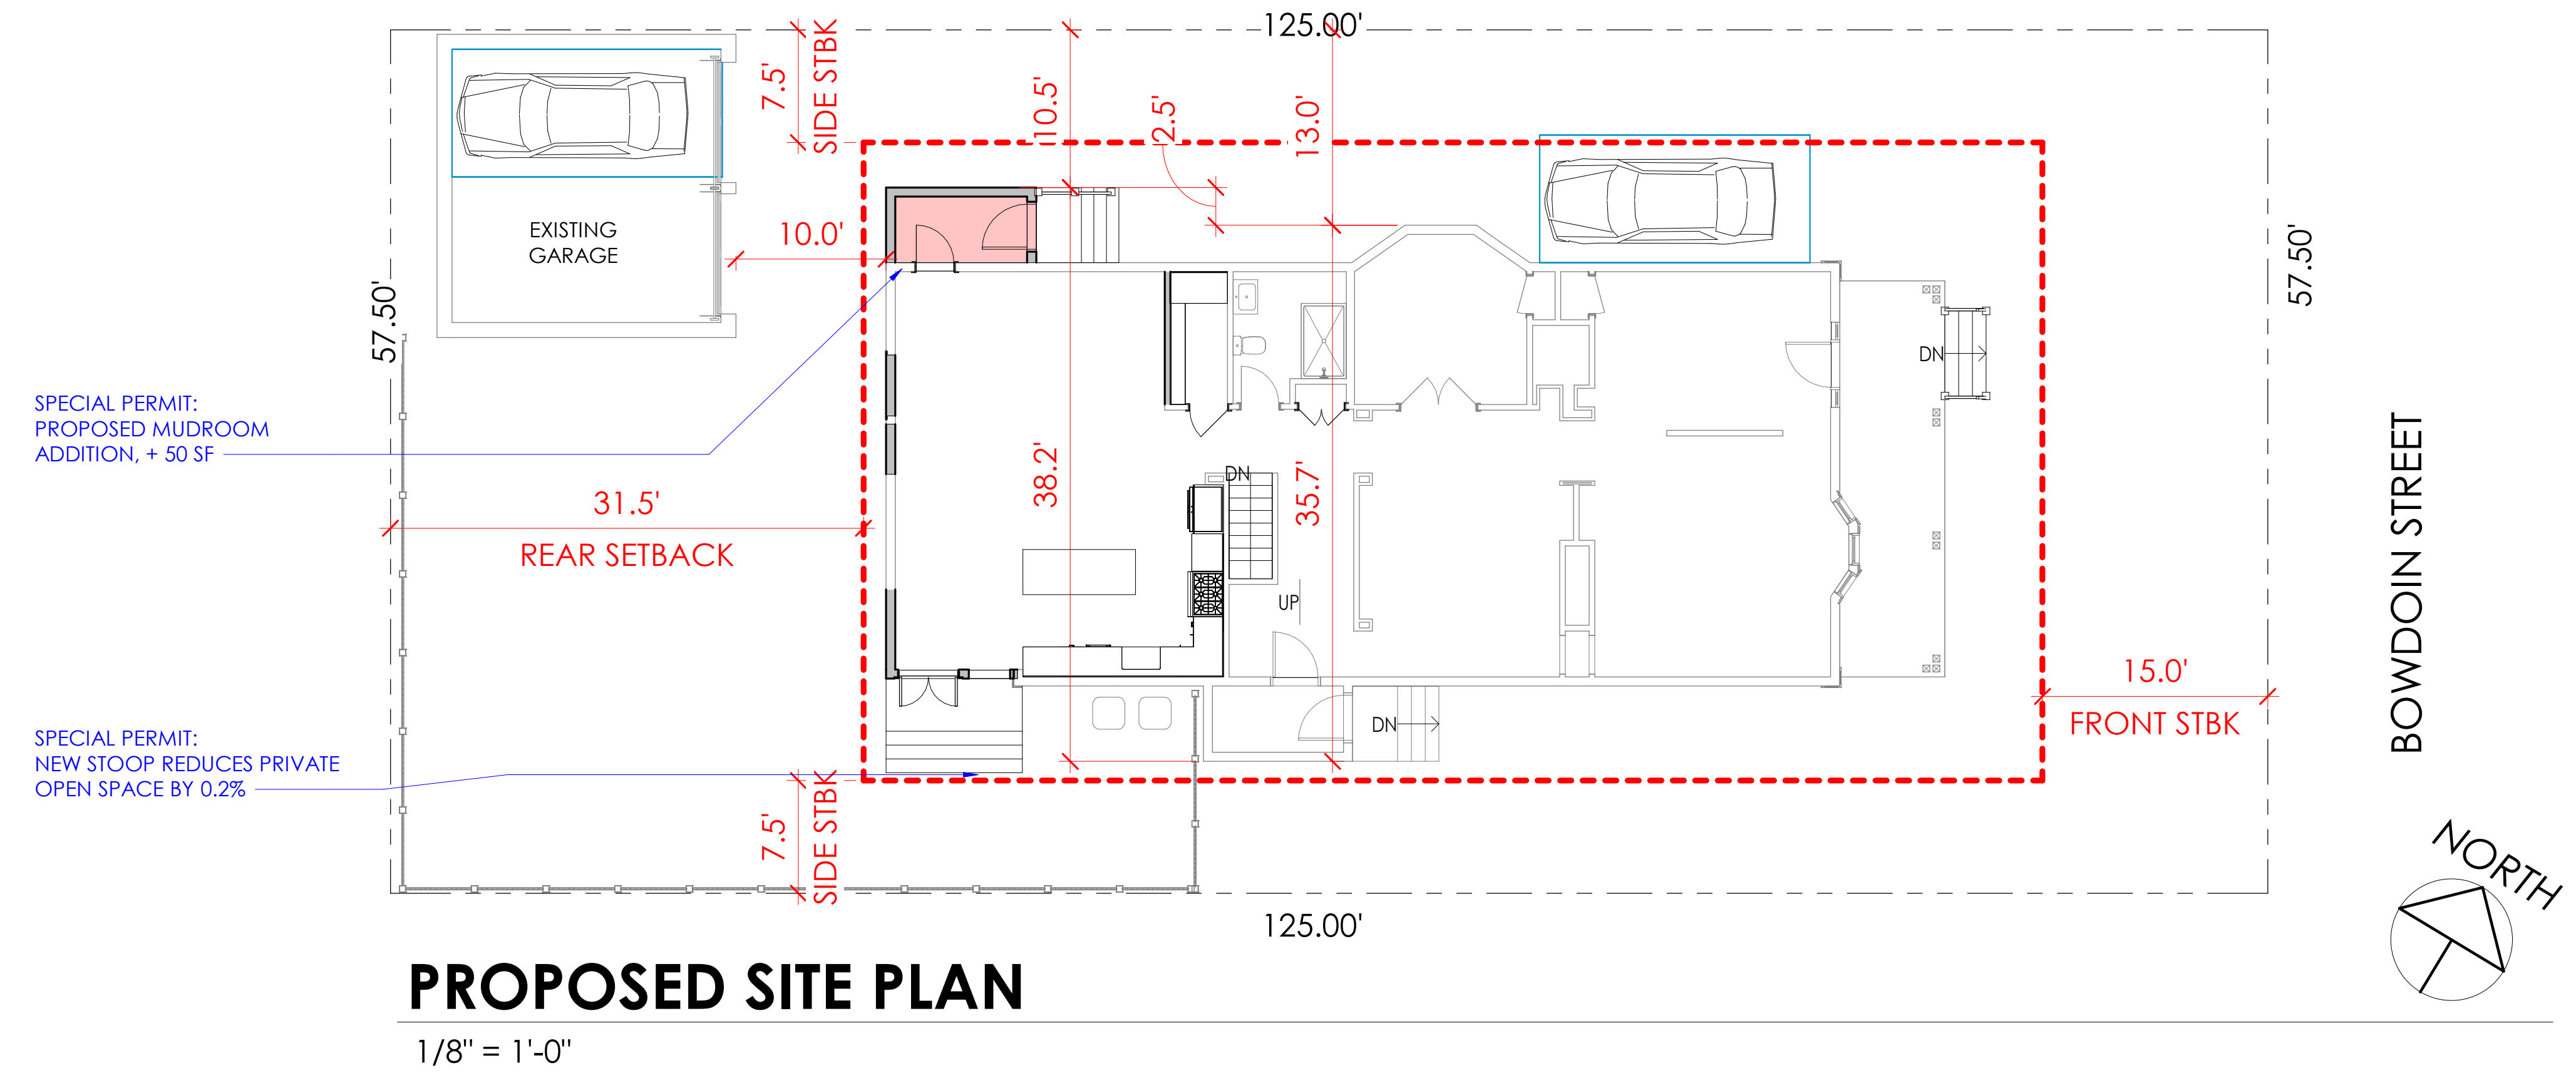 125.00'
7.5'
SIDE STBK
10.5'
2.5'
13.0'
EXISTING
GARAGE
10.0'
57.50'
57.50'
DN
SPECIAL PERMIT:
PROPOSED MUDROOM
ADDITION, + 50 SF
31.5'
REAR SETBACK
38.2'
35.7'
DN
UP
BOWDOIN STREET
15.0'
FRONT STBK
DN
SPECIAL PERMIT:
NEW STOOP REDUCES PRIVATE
OPEN SPACE BY 0.2%
7.5'
SIDE STBK
NORTH
125.00'
PROPOSED SITE PLAN
1/8" = 1'-0"